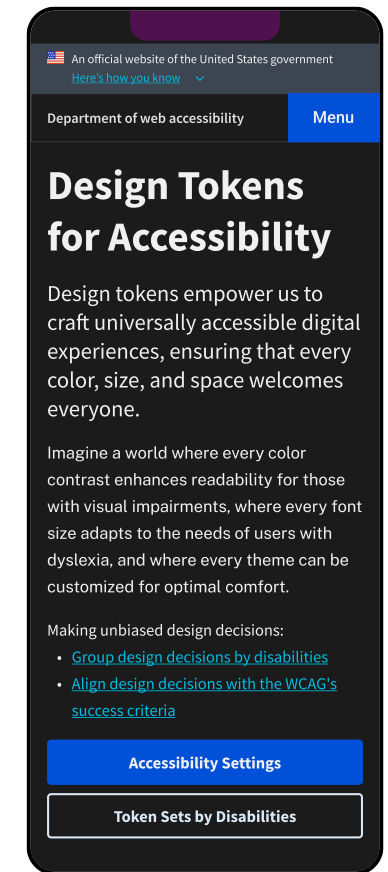 An official website of the United States government
Here's how you know
Department of web accessibility
Menu
Design Tokens
for Accessibility
Design tokens empower us to
craft universally accessible digital
experiences, ensuring that every
color, size, and space welcomes
everyone.
Imagine a world where every color
contrast enhances readability for those
with visual impairments, where every font
size adapts to the needs of users with
dyslexia, and where every theme can be
customized for optimal comfort.
Making unbiased design decisions:
• Group design decisions by disabilities
• Align design decisions with the WCAG's
success criteria
Accessibility Settings
Token Sets by Disabilities